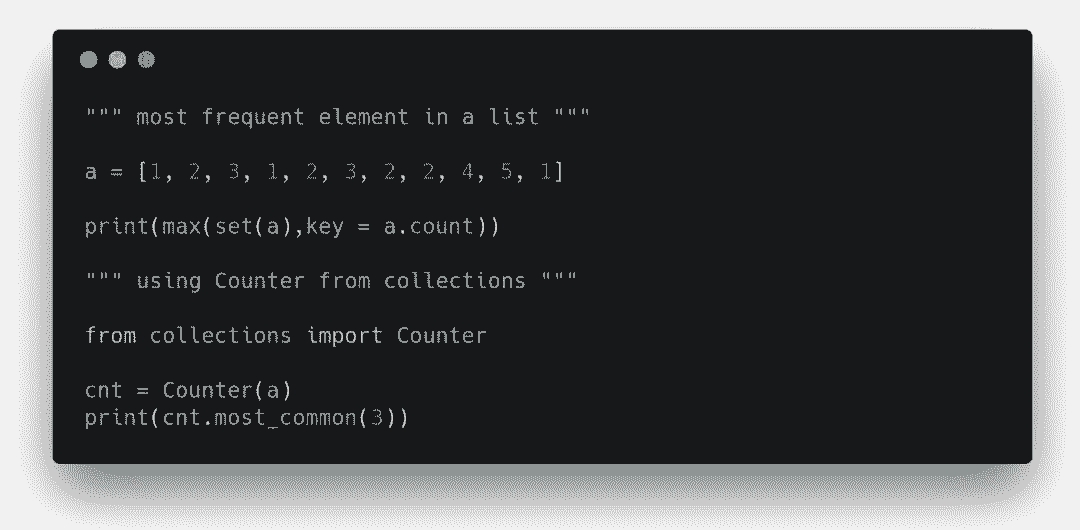 """ most frequent element in a list """
a = [1, 2, 3, 1, 2, 3, 2, 2, 4, 5, 1]
print(max(set(a),key = a.count))
""" using Counter from collections """
from collections import Counter
cnt = Counter(a)
print(cnt.most_common(3))